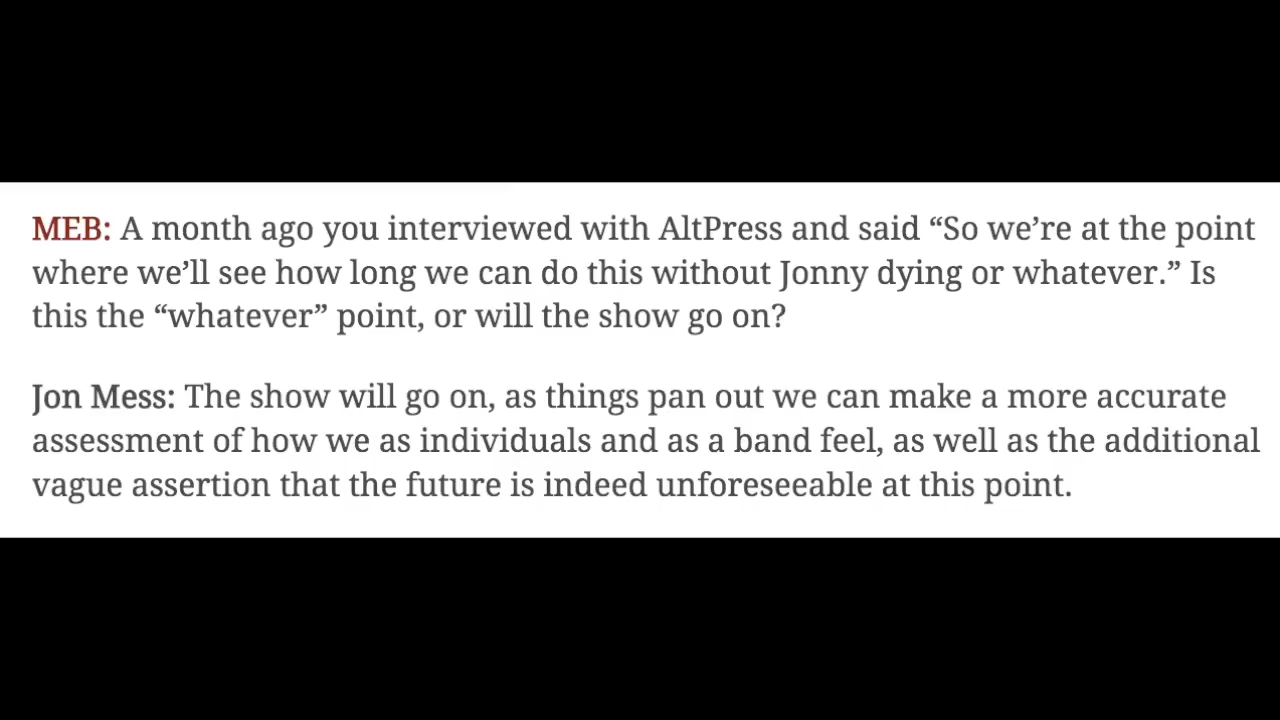 MEB: A month ago you interviewed with AltPress and said “So we’re at the point
where we’ll see how long we can do this without Jonny dying or whatever.” Is
this the “whatever” point, or will the show go on?
Jon Mess: The show will go on, as things pan out we can make a more accurate
assessment of how we as individuals and as a band feel, as well as the additional
vague assertion that the future is indeed unforeseeable at this point.